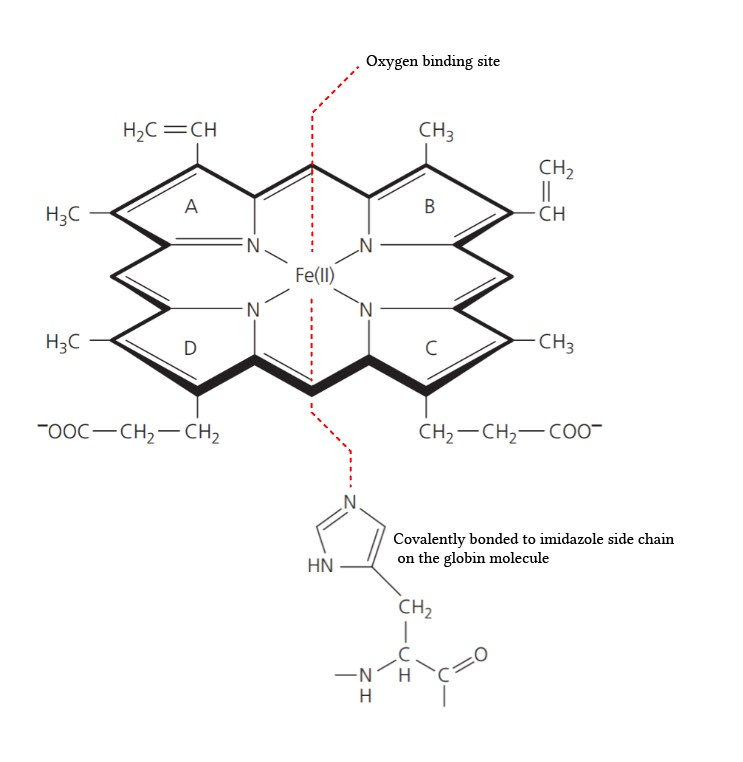 Oxygen binding site
H₂C=CH
CH₃
CH₂
A
B
H₃C
CH
N
N
Fe(II)
N
N
H₃C
D
C
CH₃
⁻OOC—CH₂—CH₂
CH₂—CH₂—COO⁻
N
Covalently bonded to imidazole side chain
on the globin molecule
HN
CH₂
C
O
N
H
C
H